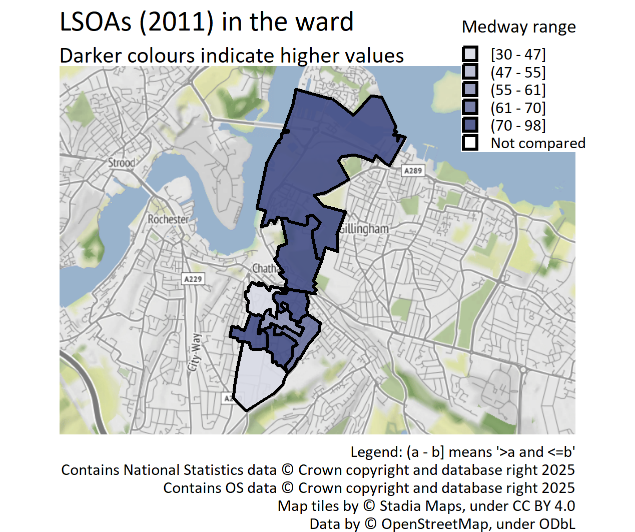 LSOAs (2011) in the ward
Darker colours indicate higher values
Medway range
[30 - 47]
(47 - 55]
(55 - 61]
(61 - 70]
(70 - 98]
Not compared
Strood
A289
Rochester
Gillingham
Chath
A229
City Way
Legend: (a - b] means '>a and <=b'
Contains National Statistics data © Crown copyright and database right 2025
Contains OS data © Crown copyright and database right 2025
Map tiles by © Stadia Maps, under CC BY 4.0
Data by © OpenStreetMap, under ODbL